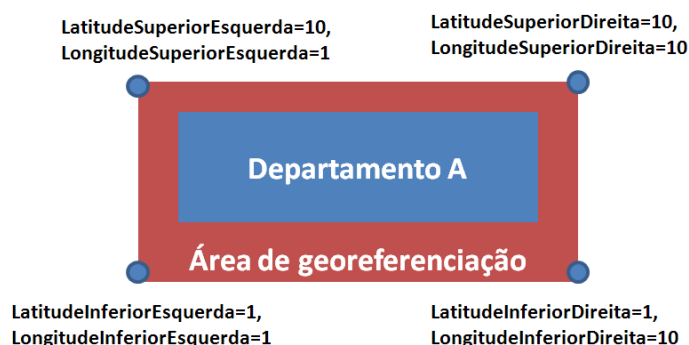 LatitudeSuperiorEsquerda=10,
LongitudeSuperiorEsquerda=1
LatitudeSuperiorDireita=10,
LongitudeSuperiorDireita=10
Departamento A
Área de georeferenciação
LatitudeInferiorEsquerda=1,
LongitudeInferiorEsquerda=1
LatitudeInferiorDireita=1,
LongitudeInferiorDireita=10